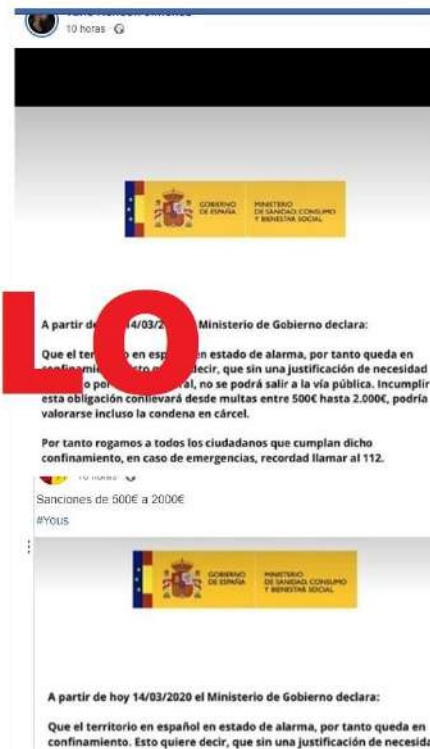 10 horas
GOBIERNO
DE ESPAÑA
MINISTERIO
DE SANIDAD, CONSUMO
Y BIENESTAR SOCIAL
LO
A partir de 14/03/2 Ministerio de Gobierno declara:
Que el en estado de alarma, por tanto queda en
decir, que sin una justificación de necesidad
o por no se podrá salir a la vía pública. Incumplir
esta obligación conllevará desde multas entre 500€ hasta 2.000€, podría
valorarse incluso la condena en cárcel.
Por tanto rogamos a todos los ciudadanos que cumplan dicho
confinamiento, en caso de emergencias, recordad llamar al 112.
Sanciones de 500€ a 2000€
#Yous
GOBIERNO
DE ESPAÑA
MINISTERIO
DE SANIDAD, CONSUMO
Y BIENESTAR SOCIAL
A partir de hoy 14/03/2020 el Ministerio de Gobierno declara:
Que el territorio en español en estado de alarma, por tanto queda en
confinamiento. Esto quiere decir, que sin una justificación de necesida